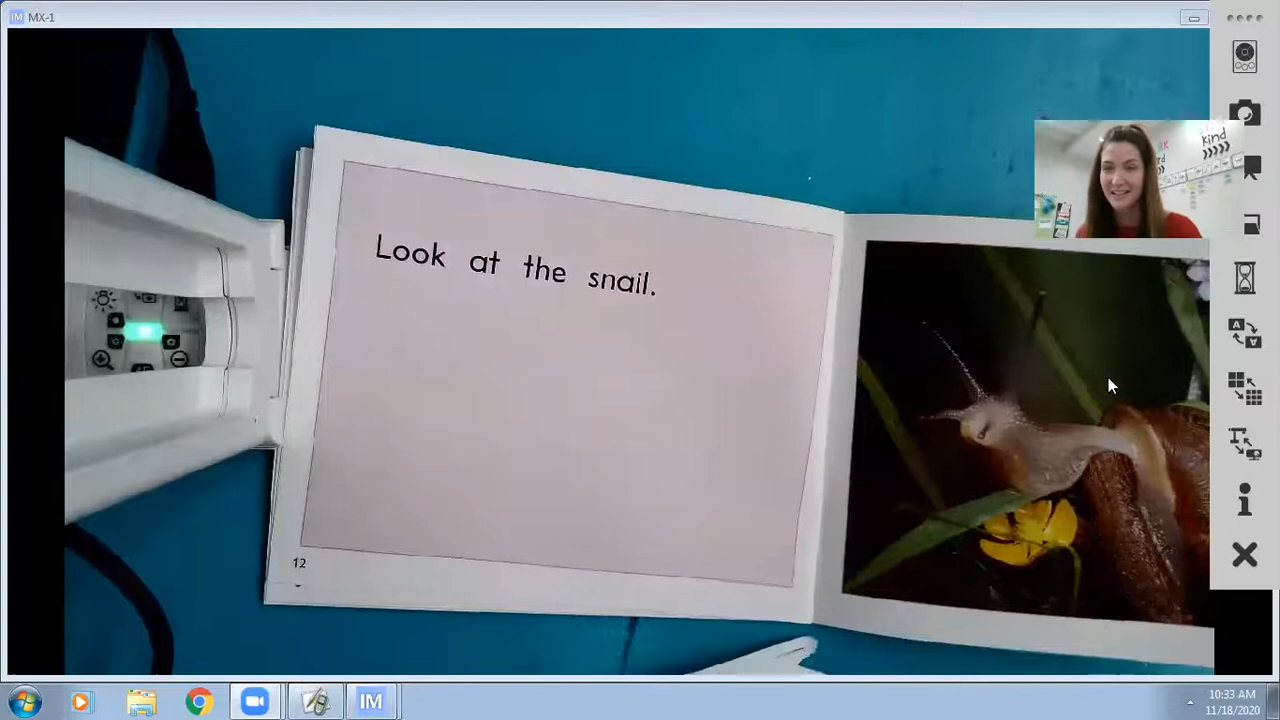 MX-1
Look at the snail.
12
kind
10:33 AM
11/18/2020